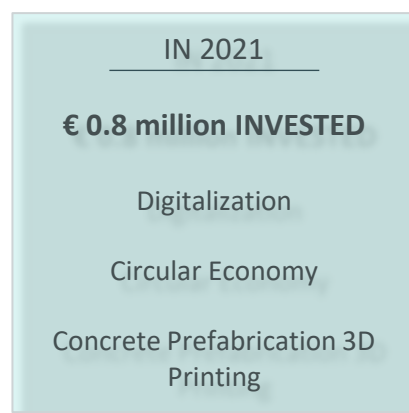 IN 2021
€ 0.8 million INVESTED
Digitalization
Circular Economy
Concrete Prefabrication 3D
Printing